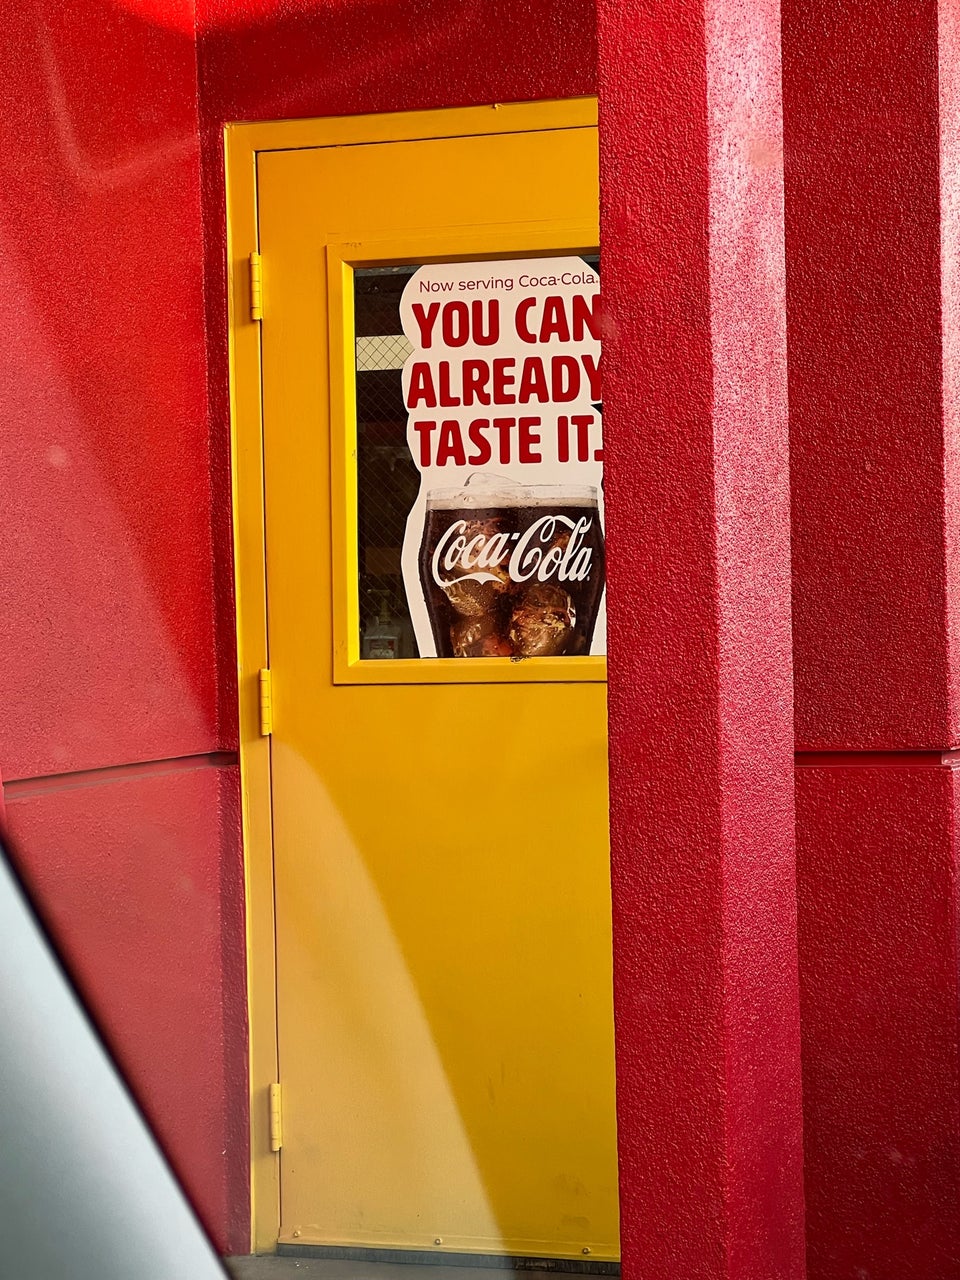 Now serving Coca-Cola.
YOU CAN
ALREADY
TASTE IT.
Coca-Cola